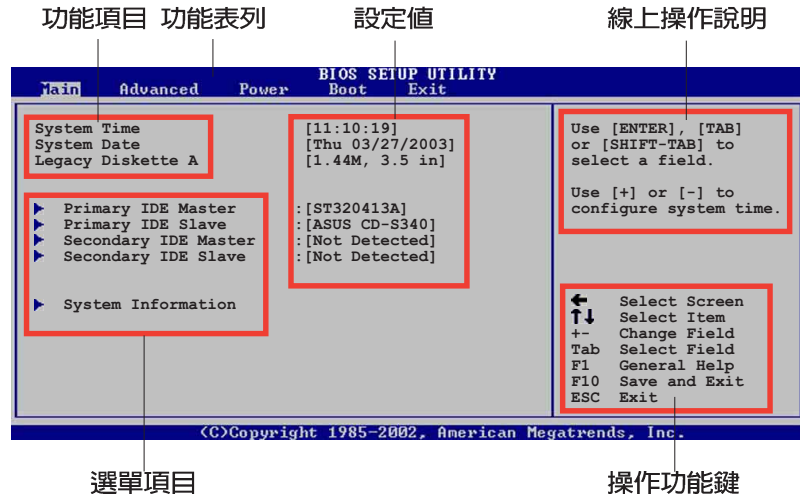 功能項目 功能表列 設定值 線上操作說明
BIOS SETUP UTILITY
Main Advanced Power Boot Exit
System Time [11:10:19]
System Date [Thu 03/27/2003]
Legacy Diskette A [1.44M, 3.5 in]
Primary IDE Master :[ST320413A]
Primary IDE Slave :[ASUS CD-S340]
Secondary IDE Master :[Not Detected]
Secondary IDE Slave :[Not Detected]
System Information
Use [ENTER], [TAB]
or [SHIFT-TAB] to
select a field.
Use [+] or [-] to
configure system time.
← Select Screen
↑↓ Select Item
+- Change Field
Tab Select Field
F1 General Help
F10 Save and Exit
ESC Exit
(C)Copyright 1985-2002, American Megatrends, Inc.
選單項目 操作功能鍵